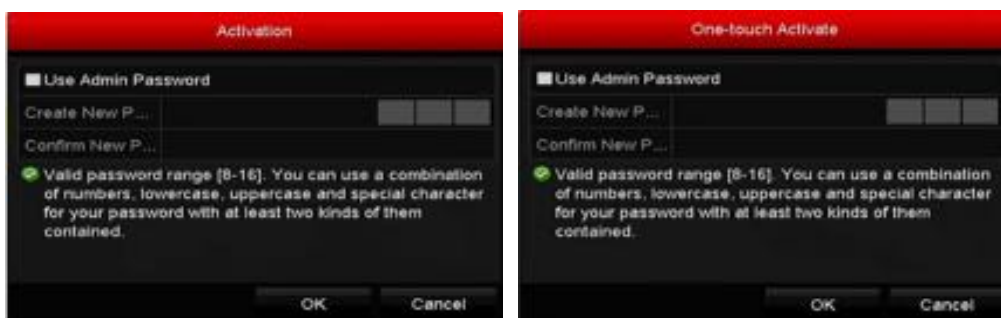 Activation
Use Admin Password
Create New P...
Confirm New P...
Valid password range [8-16]. You can use a combination
of numbers, lowercase, uppercase and special character
for your password with at least two kinds of them
contained.
OK Cancel
One-touch Activate
Use Admin Password
Create New P...
Confirm New P...
Valid password range [8-16]. You can use a combination
of numbers, lowercase, uppercase and special character
for your password with at least two kinds of them
contained.
OK Cancel